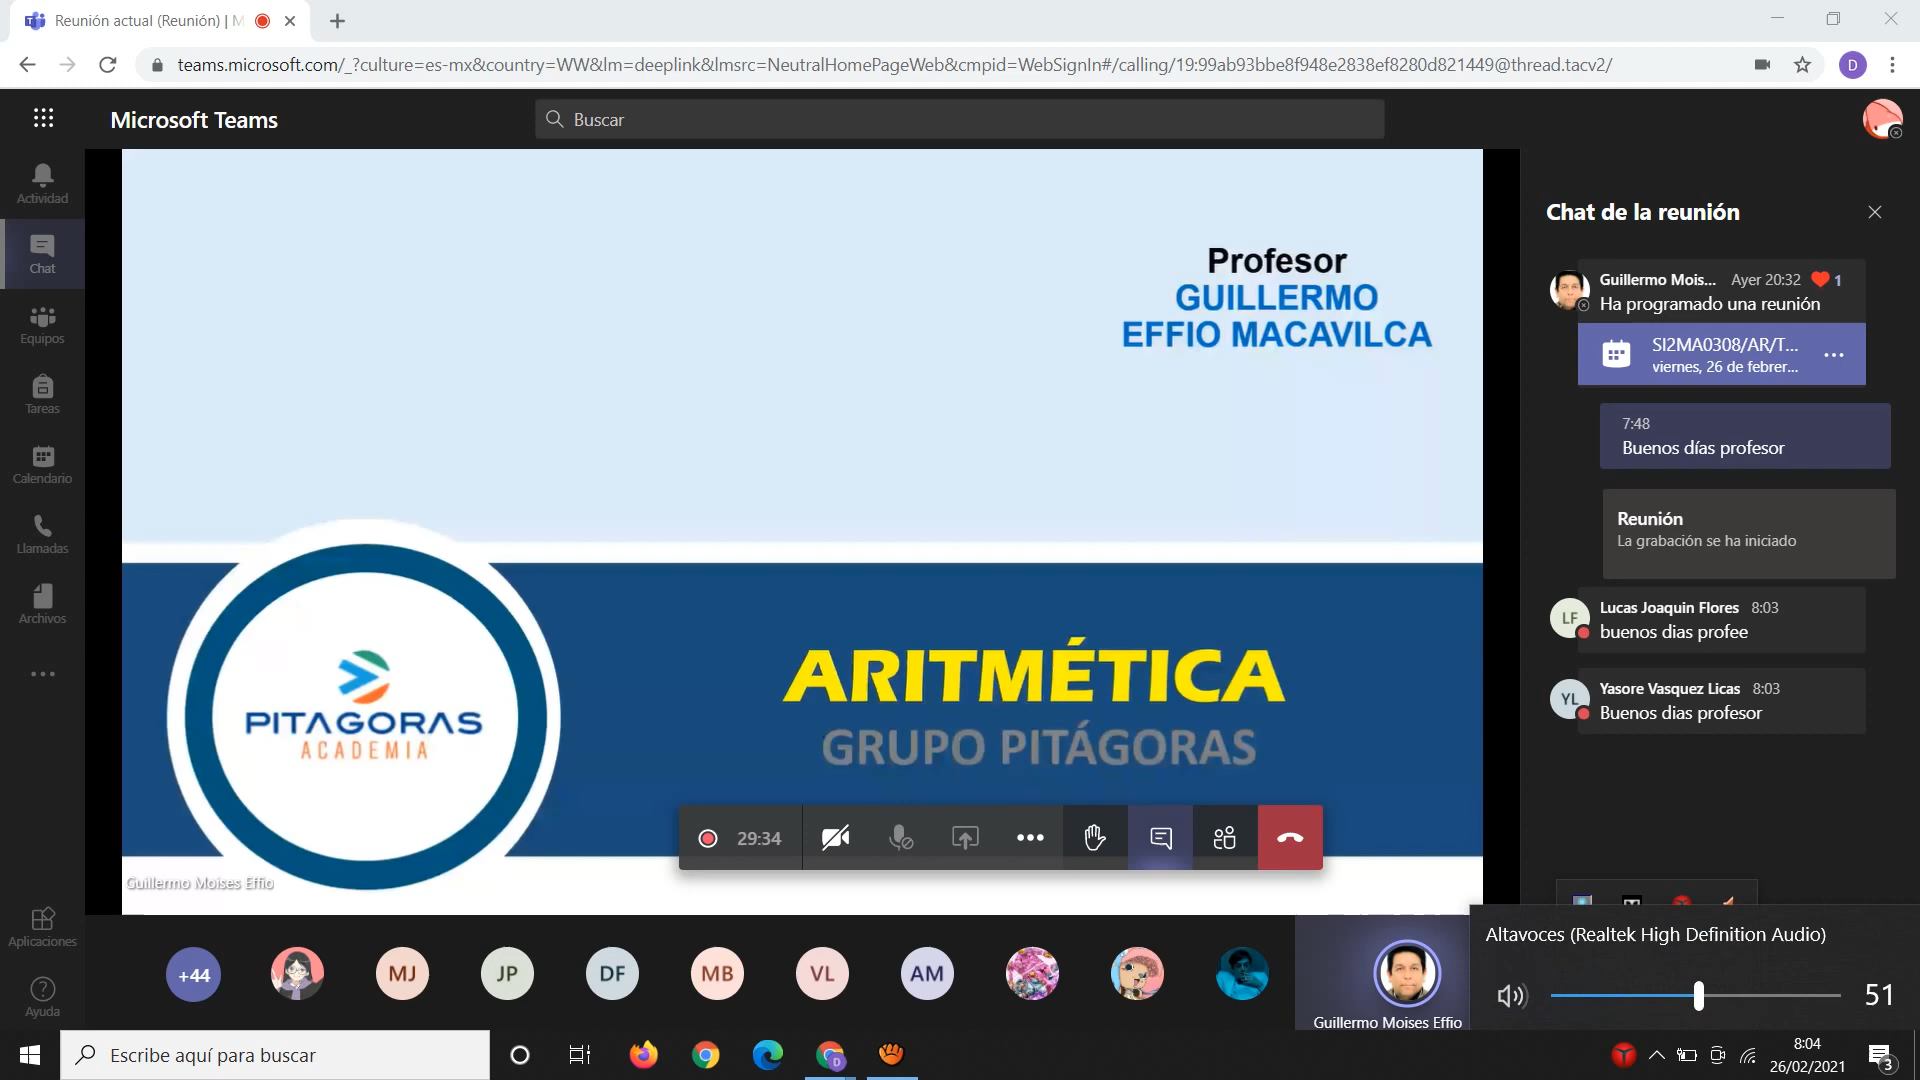 Reunión actual (Reunión) | M
teams.microsoft.com/_?culture=es-mx&country=WW&lm=deeplink&lmsrc=NeutralHomePageWeb&cmpid=WebSignIn#/calling/19:99ab93bbe8f948e2838ef8280d821449@thread.tacv2/
D
Microsoft Teams
Buscar
Actividad
Chat
Equipos
Tareas
Calendario
Llamadas
Archivos
Aplicaciones
Ayuda
Profesor
GUILLERMO
EFFIO MACAVILCA
PITAGORAS
ACADEMIA
ARITMÉTICA
GRUPO PITÁGORAS
29:34
Guillermo Moises Effio
Chat de la reunión
Guillermo Mois... Ayer 20:32 1
Ha programado una reunión
SI2MA0308/AR/T...
viernes, 26 de febrer...
7:48
Buenos días profesor
Reunión
La grabación se ha iniciado
LF
Lucas Joaquin Flores 8:03
buenos dias profee
YL
Yasore Vasquez Licas 8:03
Buenos dias profesor
+44
MJ
JP
DF
MB
VL
AM
Guillermo Moises Effio
Altavoces (Realtek High Definition Audio)
51
Escribe aquí para buscar
D
8:04
26/02/2021
3